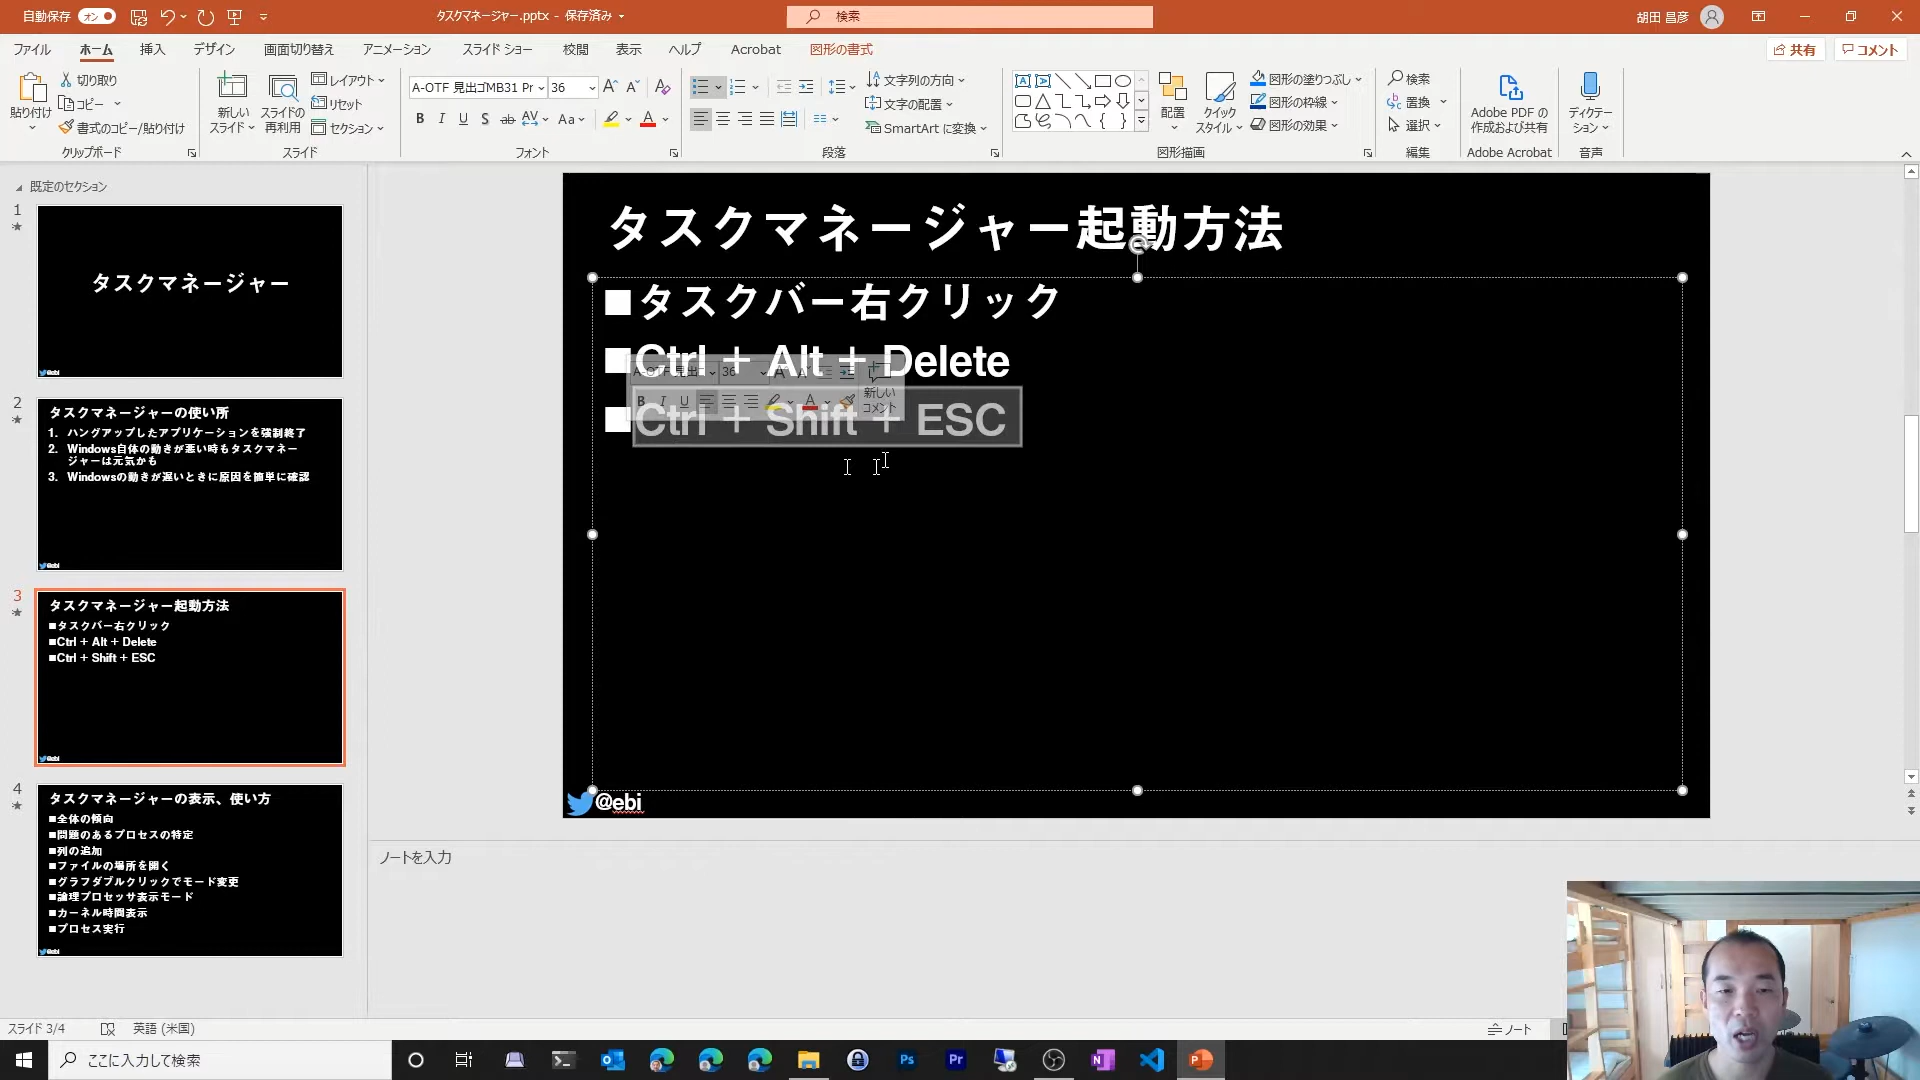 自動保存 オン タスクマネージャー.pptx - 保存済み 検索 胡田 昌彦
ファイル ホーム 挿入 デザイン 画面切り替え アニメーション スライド ショー 校閲 表示 ヘルプ Acrobat 図形の書式 共有 コメント
貼り付け
切り取り
コピー
書式のコピー/貼り付け
クリップボード
新しい
スライド
スライドの
再利用
レイアウト
リセット
セクション
スライド
A-OTF 見出ゴMB31 Pr 36
B I U S ab AV Aa A
フォント
文字列の方向
文字の配置
SmartArt に変換
段落
配置
クイック
スタイル
図形の塗りつぶし
図形の枠線
図形の効果
図形描画
検索
置換
選択
編集
Adobe PDF の
作成および共有
Adobe Acrobat
ディクテー
ション
音声
既定のセクション
1
タスクマネージャー
@ebi
2
タスクマネージャーの使い所
1. ハングアップしたアプリケーションを強制終了
2. Windows自体の動きが悪い時もタスクマネー
ジャーは元気かも
3. Windowsの動きが遅いときに原因を簡単に確認
@ebi
3
タスクマネージャー起動方法
■タスクバー右クリック
■Ctrl + Alt + Delete
■Ctrl + Shift + ESC
@ebi
4
タスクマネージャーの表示、使い方
■全体の傾向
■問題のあるプロセスの特定
■列の追加
■ファイルの場所を開く
■グラフダブルクリックでモード変更
■論理プロセッサ表示モード
■カーネル時間表示
■プロセス実行
@ebi
タスクマネージャー起動方法
■タスクバー右クリック
■Ctrl + Alt + Delete
■Ctrl + Shift + ESC
A-OTF 見出 36
B I U A
新しい
コメント
@ebi
ノートを入力
スライド 3/4 英語 (米国) ノート
ここに入力して検索
Ps Pr